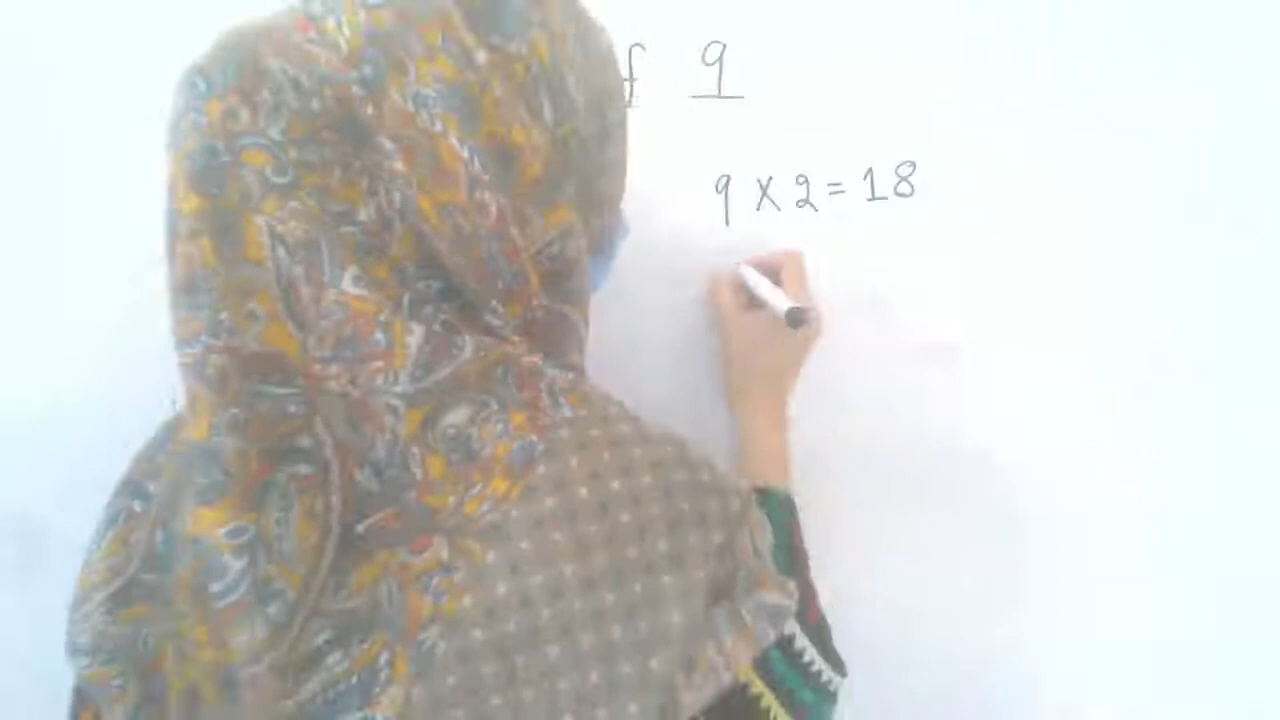 f 9
9 x 2 = 18